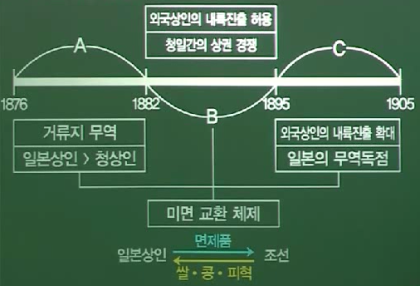 외국상인의 내륙진출 허용
청일간의 상권 경쟁
A
C
1876
1882
1895
1905
B
거류지 무역
일본상인 > 청상인
외국상인의 내륙진출 확대
일본의 무역독점
미면 교환 체제
면제품
일본상인
조선
쌀・콩・피혁